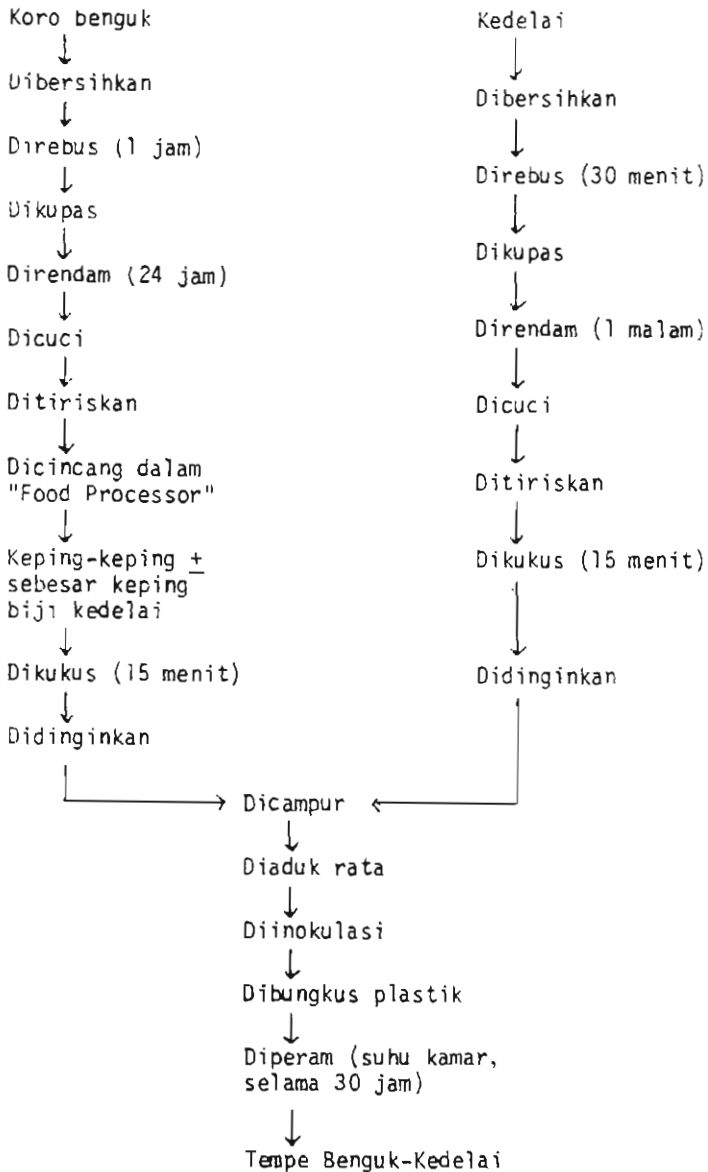 Koro benguk
Dibersihkan
Direbus (1 jam)
Dikupas
Direndam (24 jam)
Dicuci
Ditiriskan
Dicincang dalam
"Food Processor"
Keping-keping ±
sebesar keping
biji kedelai
Dikukus (15 menit)
Didinginkan
Kedelai
Dibersihkan
Direbus (30 menit)
Dikupas
Direndam (1 malam)
Dicuci
Ditiriskan
Dikukus (15 menit)
Didinginkan
Dicampur
Diaduk rata
Diinokulasi
Dibungkus plastik
Diperam (suhu kamar,
selama 30 jam)
Tempe Benguk-Kedelai